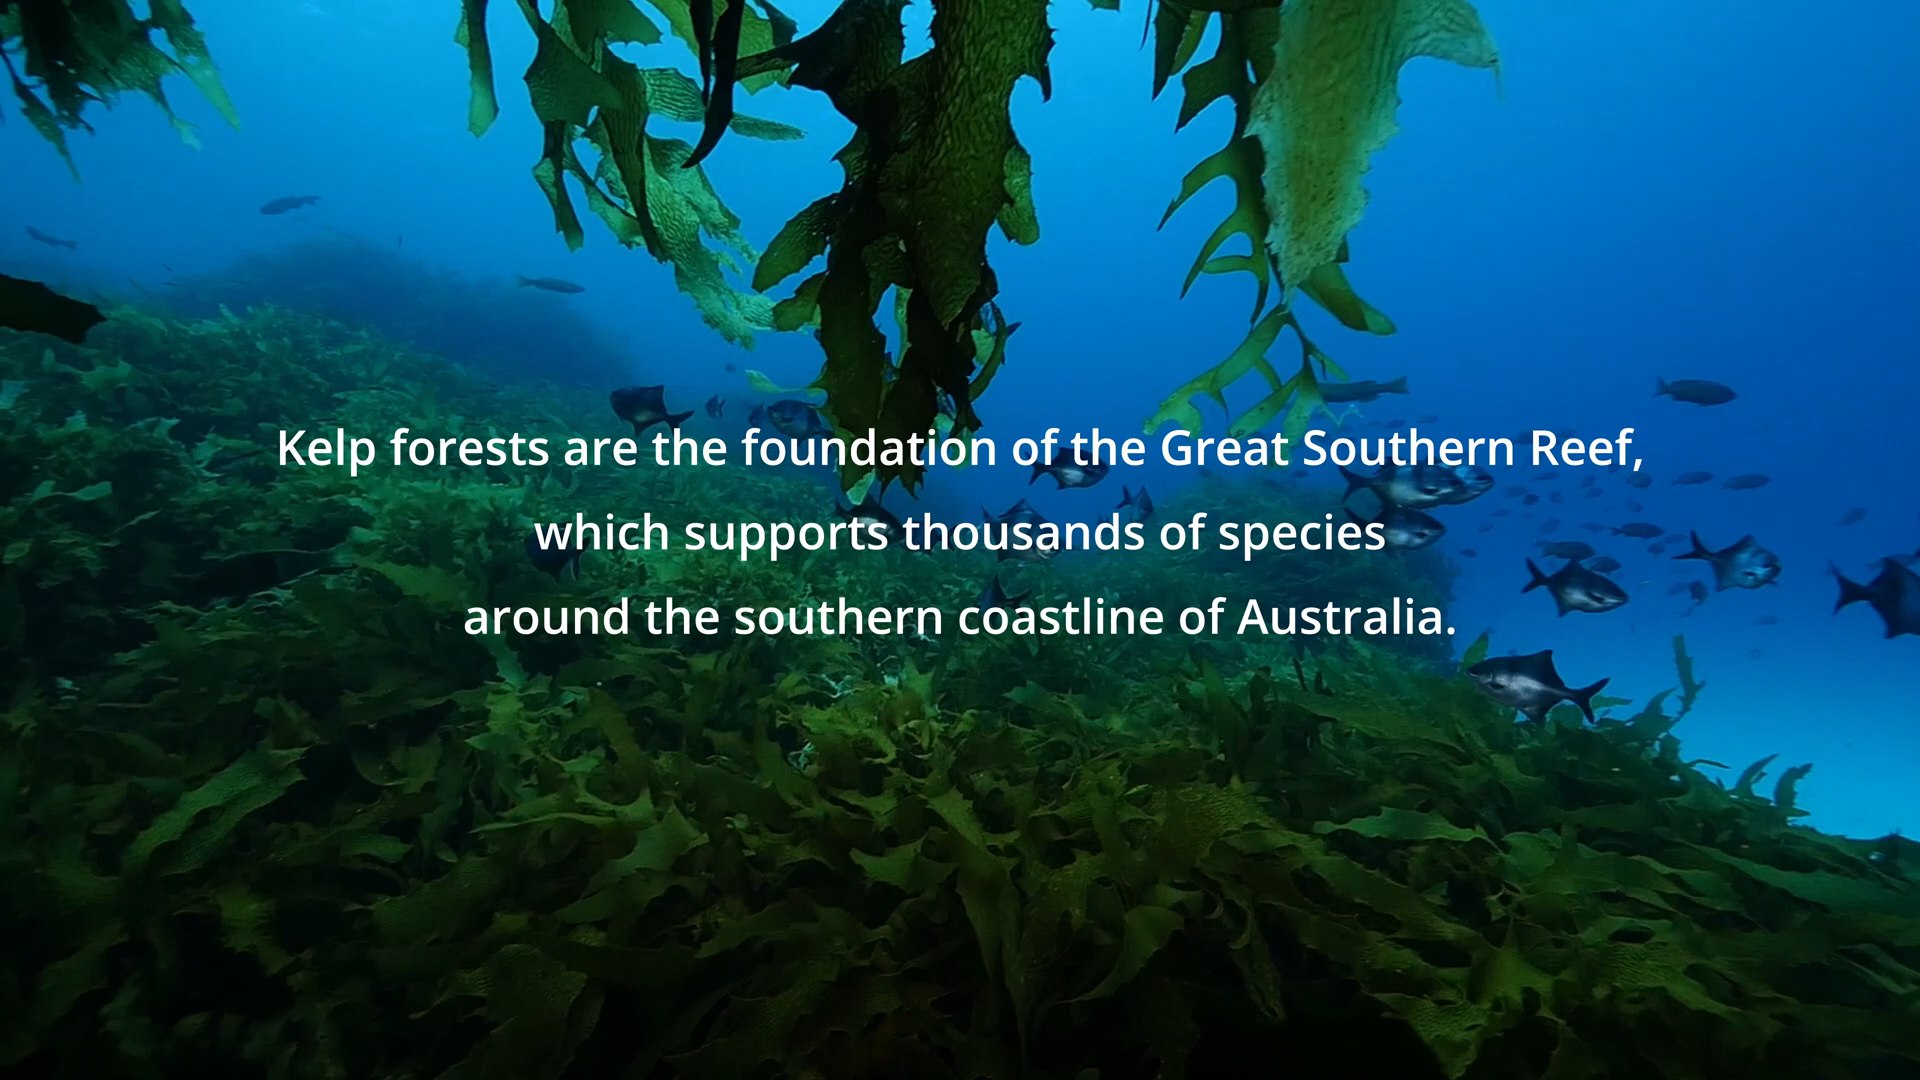 Kelp forests are the foundation of the Great Southern Reef,
which supports thousands of species
around the southern coastline of Australia.